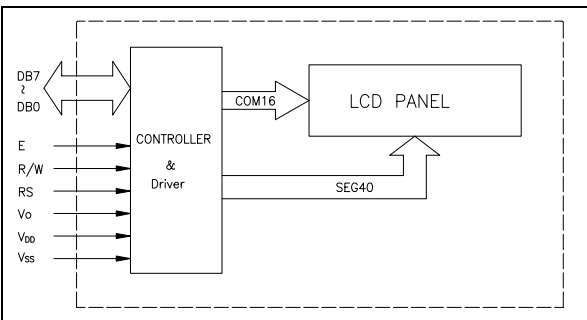 DB7
~
DB0
E
R/W
RS
Vo
VDD
VSS
CONTROLLER
&
Driver
COM16
SEG40
LCD PANEL